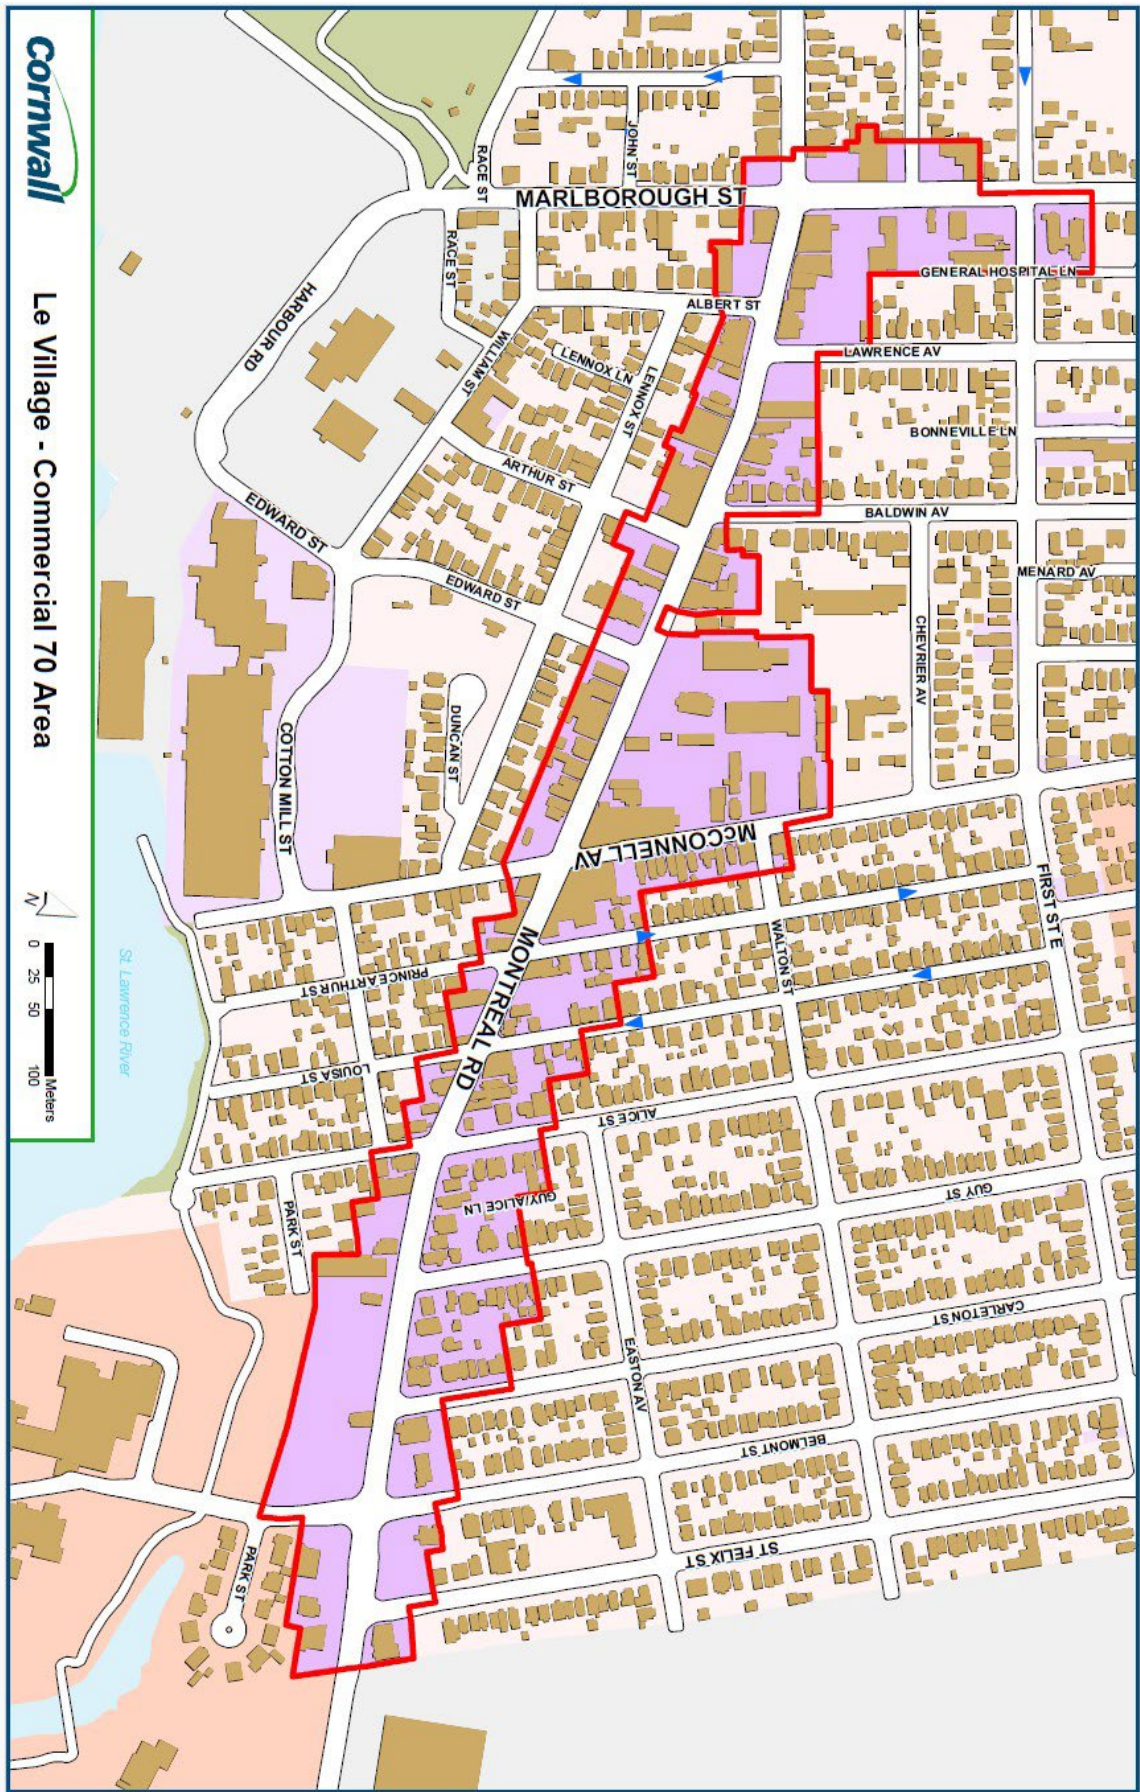 JOHN ST
RACE ST
MARLBOROUGH ST
RACE ST
GENERAL HOSPITAL LN
ALBERT ST
HARBOUR RD
WILLIAM ST
LENNOX LN
LENNOX ST
LAWRENCE AV
BONNEVILLE LN
ARTHUR ST
BALDWIN AV
EDWARD ST
EDWARD ST
MENARD AV
CHEVRIER AV
DUNCAN ST
COTTON MILL ST
McCONNELL AV
FIRST ST E
WALTON ST
PRINCE ARTHUR ST
MONTREAL RD
LOUISA ST
ALICE ST
GUY/ALICE LN
GUY ST
PARK ST
CARLETON ST
EASTON AV
BELMONT ST
ST FELIX ST
PARK ST
St. Lawrence River
Cornwall
Le Village - Commercial 70 Area
N
0 25 50 100
Meters